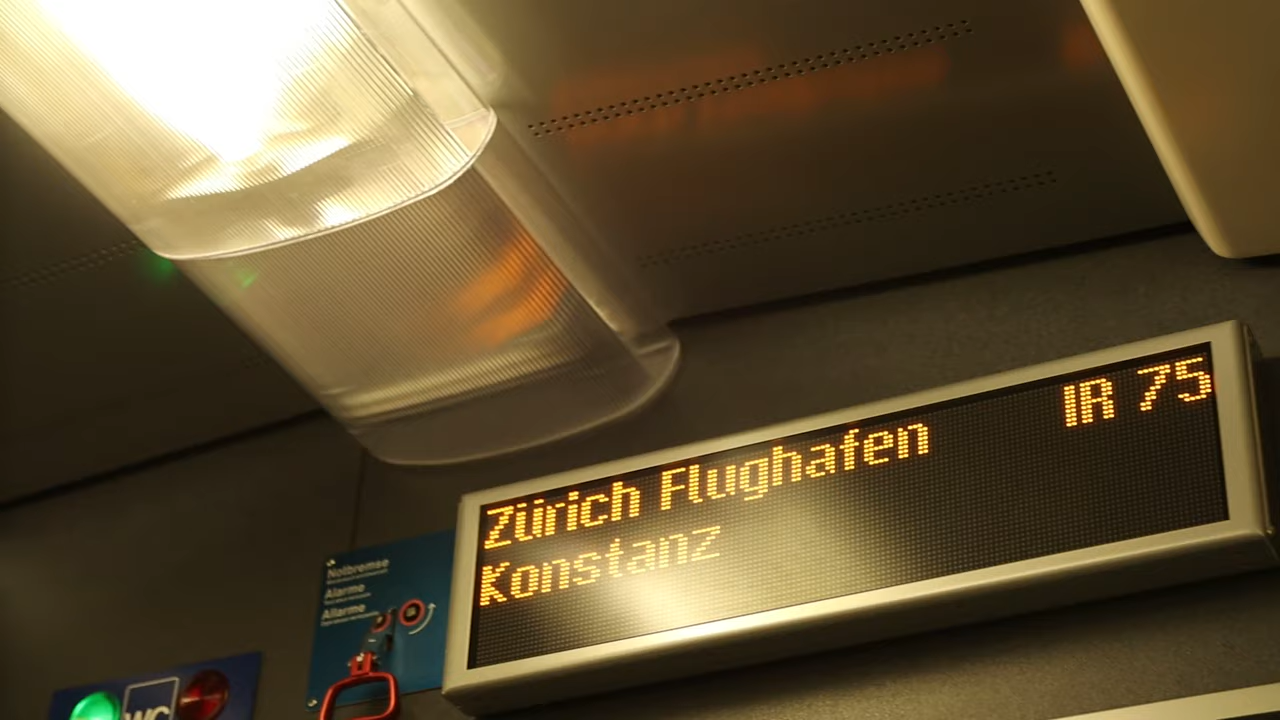 Zürich Flughafen IR 75
Konstanz
Notbremse
Alarme
Allarme
WC